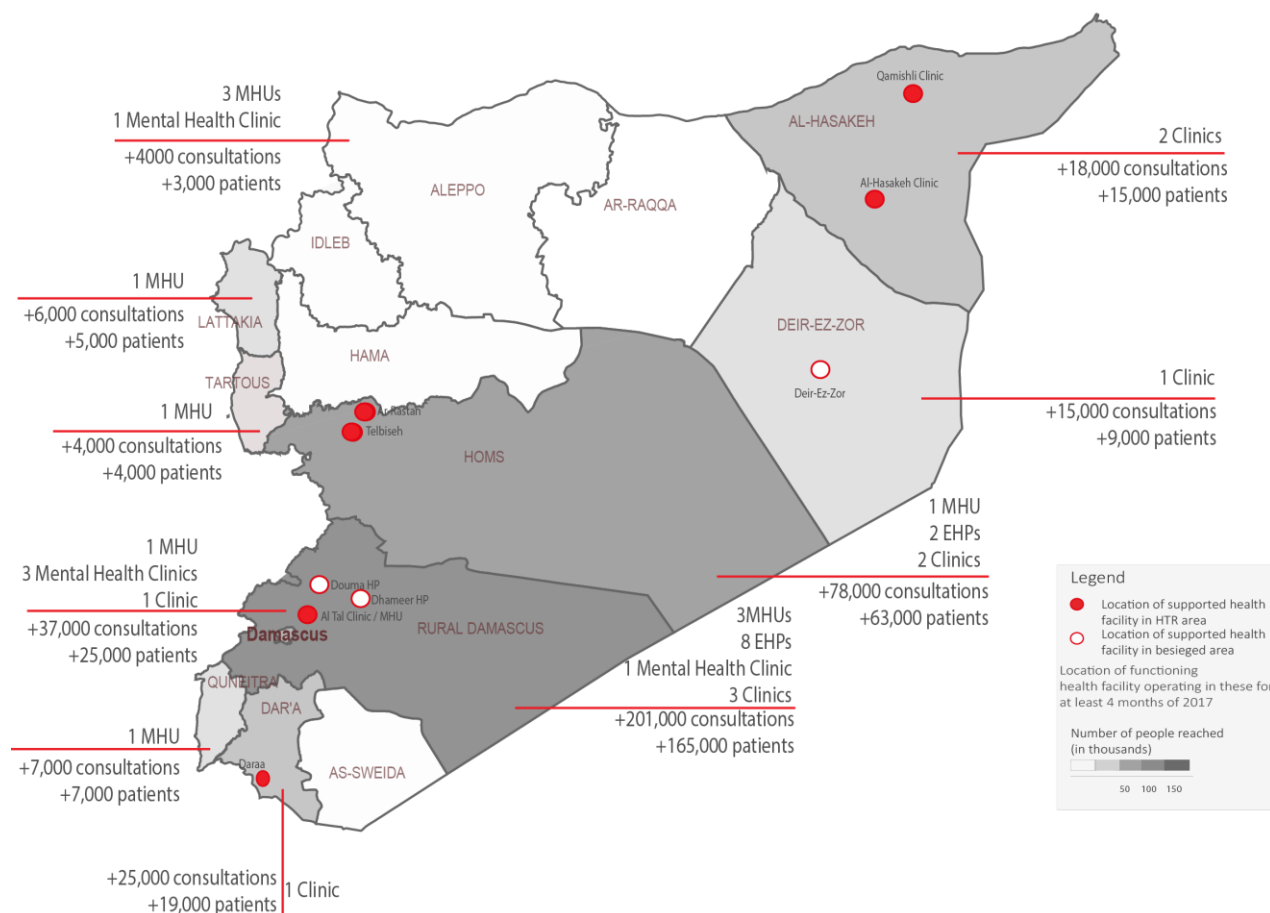 3 MHUs
1 Mental Health Clinic
+4000 consultations
+3,000 patients
Qamishli Clinic
AL-HASAKEH
Al-Hasakeh Clinic
2 Clinics
+18,000 consultations
+15,000 patients
ALEPPO
AR-RAQQA
IDLEB
1 MHU
+6,000 consultations
+5,000 patients
LATTAKIA
HAMA
TARTOUS
DEIR-EZ-ZOR
Deir-Ez-Zor
1 Clinic
+15,000 consultations
+9,000 patients
1 MHU
+4,000 consultations
+4,000 patients
Ar-Rastan
Telbiseh
HOMS
1 MHU
2 EHPs
2 Clinics
+78,000 consultations
+63,000 patients
1 MHU
3 Mental Health Clinics
1 Clinic
+37,000 consultations
+25,000 patients
Douma HP
Dhameer HP
Al Tal Clinic / MHU
Damascus
RURAL DAMASCUS
3MHUs
8 EHPs
1 Mental Health Clinic
3 Clinics
+201,000 consultations
+165,000 patients
QUNEITRA
DAR'A
Daraa
AS-SWEIDA
1 MHU
+7,000 consultations
+7,000 patients
+25,000 consultations
+19,000 patients
1 Clinic
Legend
Location of supported health
facility in HTR area
Location of supported health
facility in besieged area
Location of functioning
health facility operating in these for
at least 4 months of 2017
Number of people reached
(in thousands)
50 100 150